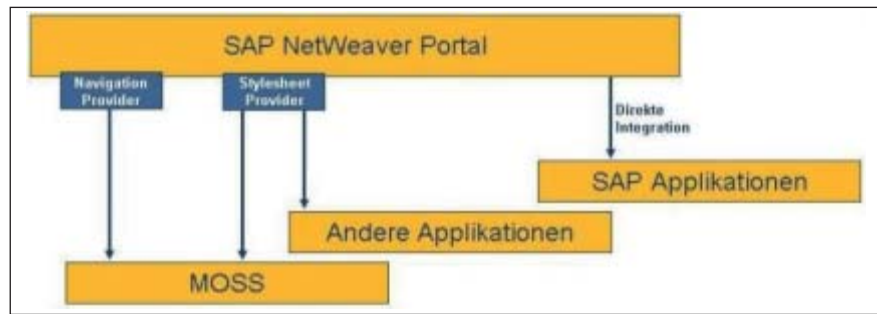 SAP NetWeaver Portal
Navigation
Provider
Stylesheet
Provider
Direkte
Integration
SAP Applikationen
Andere Applikationen
MOSS